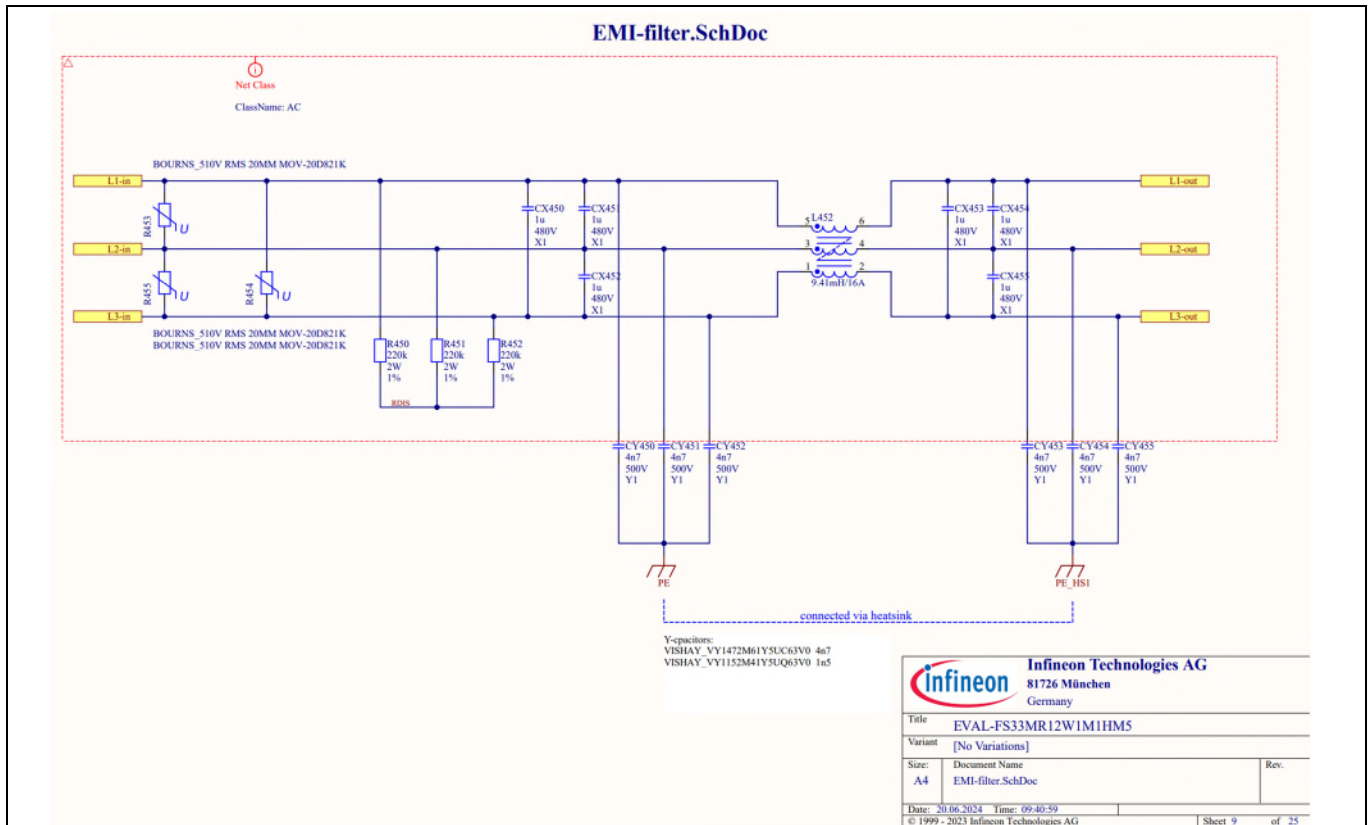 EMI-filter.SchDoc
i
Net Class
ClassName: AC
BOURNS_510V RMS 20MM MOV-20D821K
L1-in
L1-out
R453
U
CX450
1u
480V
X1
CX451
1u
480V
X1
L452
5
6
CX453
1u
480V
X1
CX454
1u
480V
X1
L2-in
3
4
L2-out
R455
U
R454
U
CX452
1u
480V
X1
1
2
9.41mH/16A
CX455
1u
480V
X1
L3-in
L3-out
BOURNS_510V RMS 20MM MOV-20D821K
BOURNS_510V RMS 20MM MOV-20D821K
R450
220k
2W
1%
R451
220k
2W
1%
R452
220k
2W
1%
RDIS
CY450
4n7
500V
Y1
CY451
4n7
500V
Y1
CY452
4n7
500V
Y1
CY453
4n7
500V
Y1
CY454
4n7
500V
Y1
CY455
4n7
500V
Y1
PE
PE_HS1
connected via heatsink
Y-cpacitors:
VISHAY_VY1472M61Y5UC63V0 4n7
VISHAY_VY1152M41Y5UQ63V0 1n5
infineon
Infineon Technologies AG
81726 München
Germany
Title
EVAL-FS33MR12W1M1HM5
Variant
[No Variations]
Size:
Document Name
Rev.
A4
EMI-filter.SchDoc
Date: 20.06.2024 Time: 09:40:59
© 1999 - 2023 Infineon Technologies AG
Sheet 9 of 25